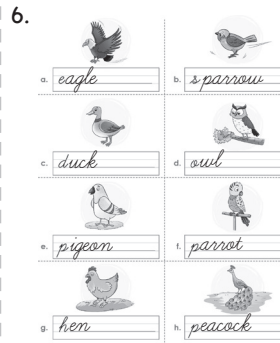 6.
a. eagle
b. sparrow
c. duck
d. owl
e. pigeon
f. parrot
g. hen
h. peacock